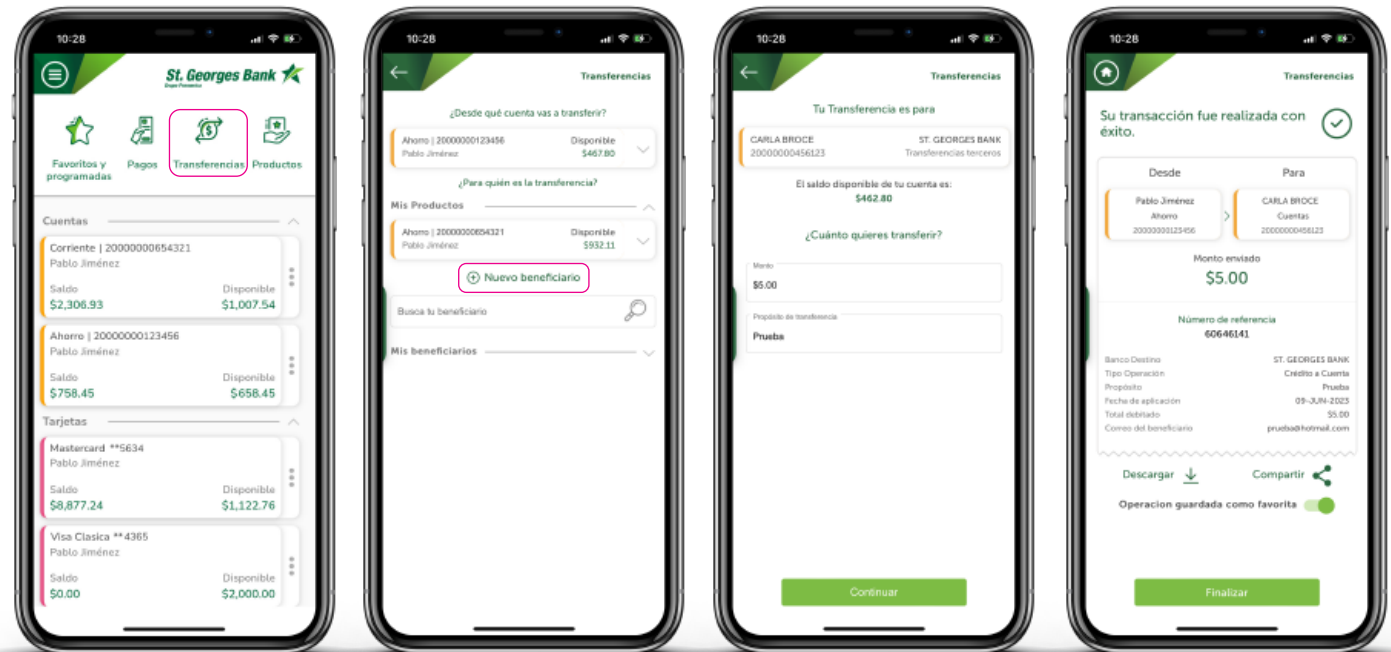 10:28
St. Georges Bank
Grupo Promerica
Favoritos y
programadas
Pagos
Transferencias
Productos
Cuentas
Corriente | 20000000654321
Pablo Jiménez
Saldo Disponible
$2,306.93 $1,007.54
Ahorro | 20000000123456
Pablo Jiménez
Saldo Disponible
$758.45 $658.45
Tarjetas
Mastercard **5634
Pablo Jiménez
Saldo Disponible
$8,877.24 $1,122.76
Visa Clasica **4365
Pablo Jiménez
Saldo Disponible
$0.00 $2,000.00
10:28
Transferencias
¿Desde qué cuenta vas a transferir?
Ahorro | 20000000123456 Disponible
Pablo Jiménez $467.80
¿Para quién es la transferencia?
Mis Productos
Ahorro | 20000000654321 Disponible
Pablo Jiménez $932.11
Nuevo beneficiario
Busca tu beneficiario
Mis beneficiarios
10:28
Transferencias
Tu Transferencia es para
CARLA BROCE ST. GEORGES BANK
20000000456123 Transferencias terceros
El saldo disponible de tu cuenta es:
$462.80
¿Cuánto quieres transferir?
Monto
$5.00
Propósito de transferencia
Prueba
Continuar
10:28
Transferencias
Su transacción fue realizada con
éxito.
Desde Para
Pablo Jiménez CARLA BROCE
Ahorro Cuentas
20000000123456 20000000456123
Monto enviado
$5.00
Número de referencia
60646141
Banco Destino ST. GEORGES BANK
Tipo Operación Crédito a Cuenta
Propósito Prueba
Fecha de aplicación 09-JUN-2023
Total debitado $5.00
Correo del beneficiario prueba@hotmail.com
Descargar Compartir
Operacion guardada como favorita
Finalizar